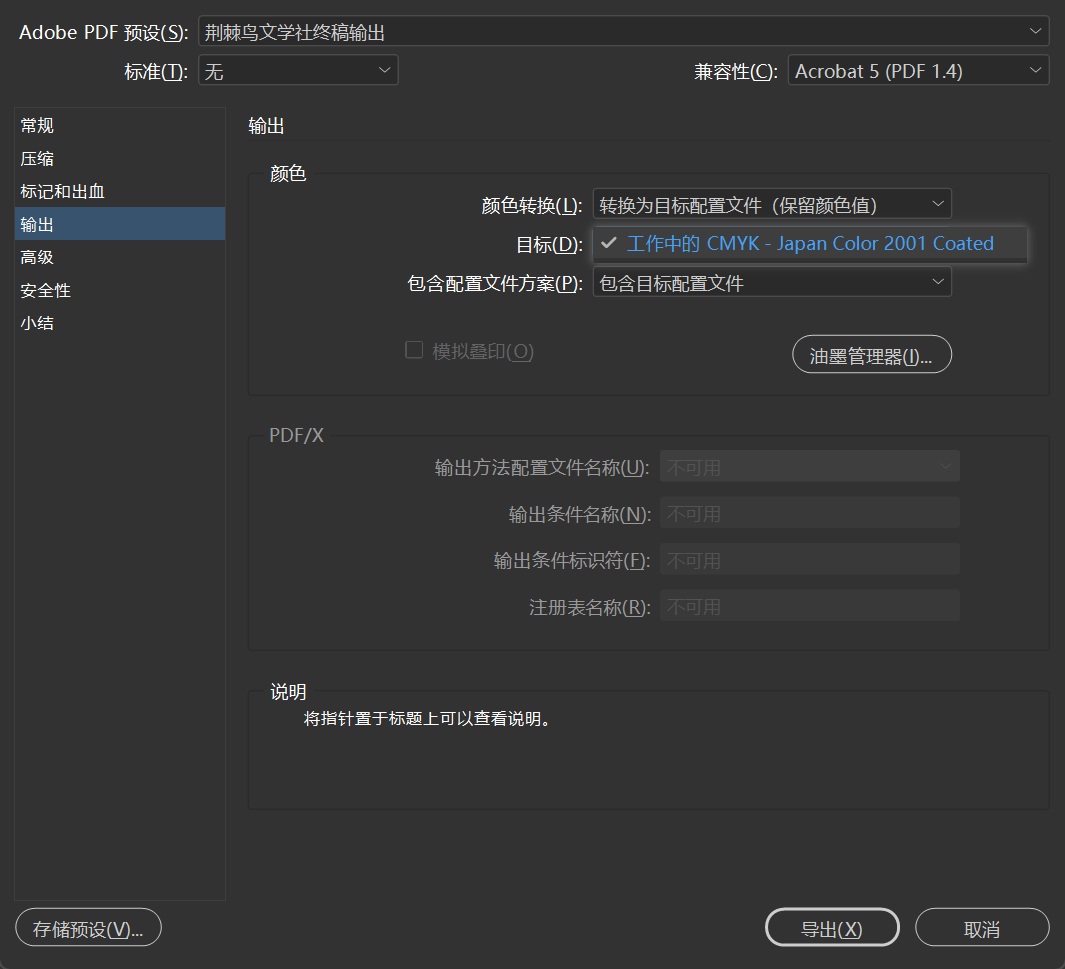 Adobe PDF 预设(S): 荆棘鸟文学社终稿输出
标准(T): 无 兼容性(C): Acrobat 5 (PDF 1.4)
常规
压缩
标记和出血
输出
高级
安全性
小结
输出
颜色
颜色转换(L): 转换为目标配置文件（保留颜色值）
目标(D): ✓ 工作中的 CMYK - Japan Color 2001 Coated
包含配置文件方案(P): 包含目标配置文件
模拟叠印(O)
油墨管理器(I)...
PDF/X
输出方法配置文件名称(U): 不可用
输出条件名称(N): 不可用
输出条件标识符(F): 不可用
注册表名称(R): 不可用
说明
将指针置于标题上可以查看说明。
存储预设(V)... 导出(X) 取消